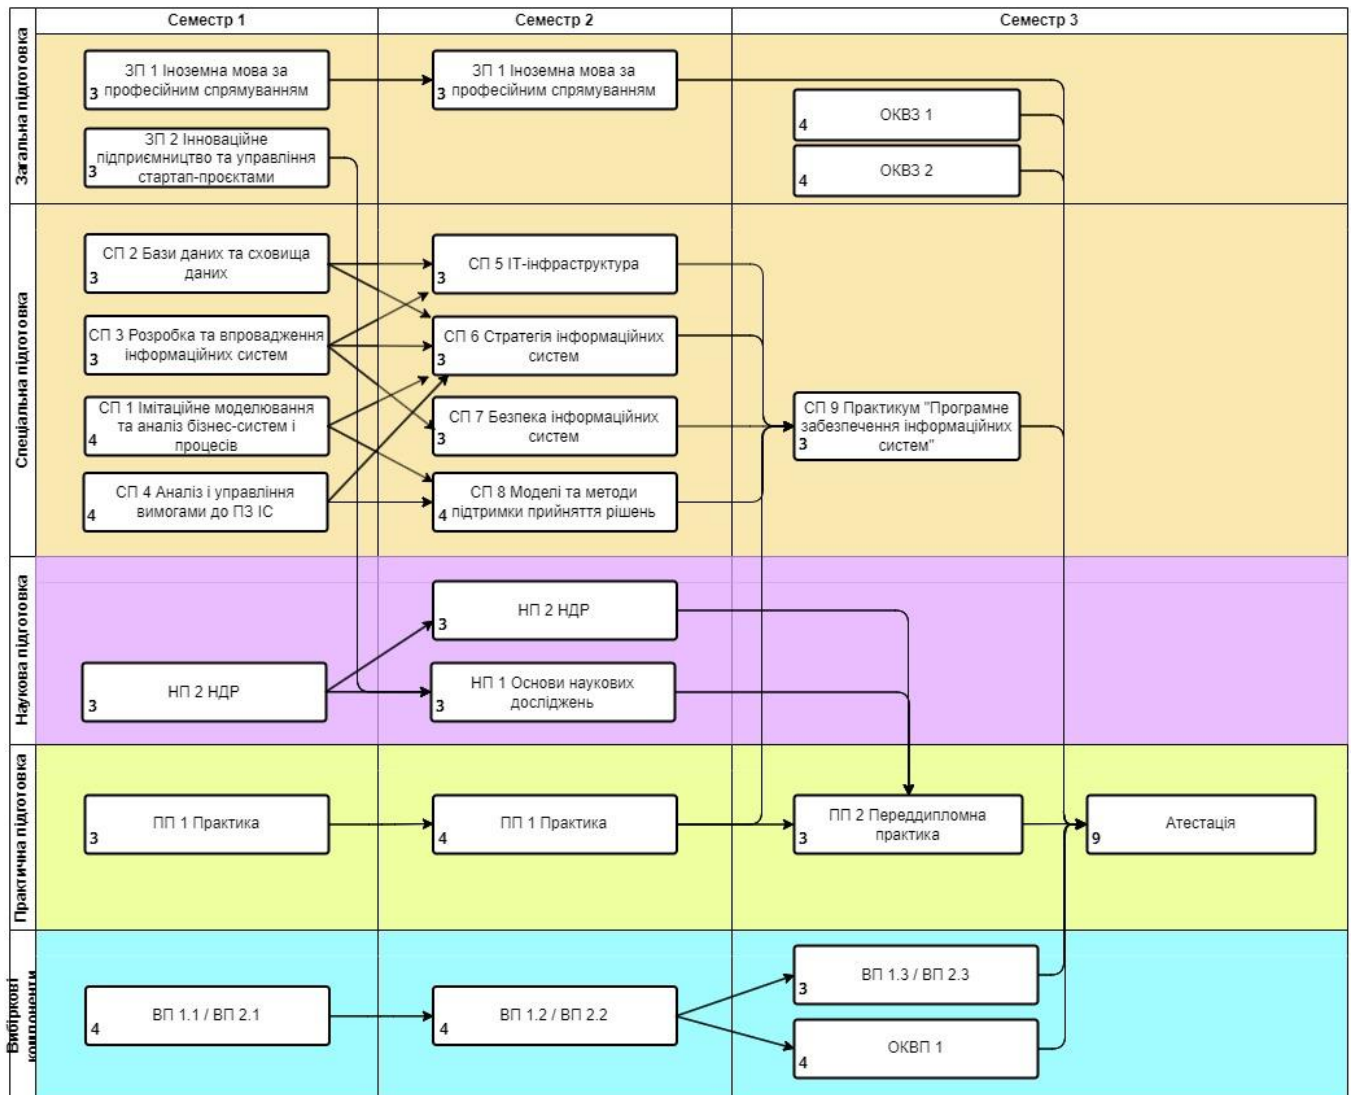 Семестр 1
Семестр 2
Семестр 3
Загальна підготовка
ЗП 1 Іноземна мова за
3 професійним спрямуванням
ЗП 1 Іноземна мова за
3 професійним спрямуванням
ОКВЗ 1
4
ЗП 2 Інноваційне
підприємництво та управління
3 стартап-проєктами
ОКВЗ 2
4
Спеціальна підготовка
СП 2 Бази даних та сховища
3 даних
СП 5 ІТ-інфраструктура
3
СП 3 Розробка та впровадження
3 інформаційних систем
СП 6 Стратегія інформаційних
3 систем
СП 1 Імітаційне моделювання
та аналіз бізнес-систем і
4 процесів
СП 7 Безпека інформаційних
3 систем
СП 9 Практикум "Програмне
забезпечення інформаційних
3 систем"
СП 4 Аналіз і управління
4 вимогами до ПЗ ІС
СП 8 Моделі та методи
4 підтримки прийняття рішень
Наукова підготовка
НП 2 НДР
3
НП 2 НДР
3
НП 1 Основи наукових
3 досліджень
Практична підготовка
ПП 1 Практика
3
ПП 1 Практика
4
ПП 2 Переддипломна
3 практика
Атестація
9
Вибіркові
компоненти
ВП 1.1 / ВП 2.1
4
ВП 1.2 / ВП 2.2
4
ВП 1.3 / ВП 2.3
3
ОКВП 1
4